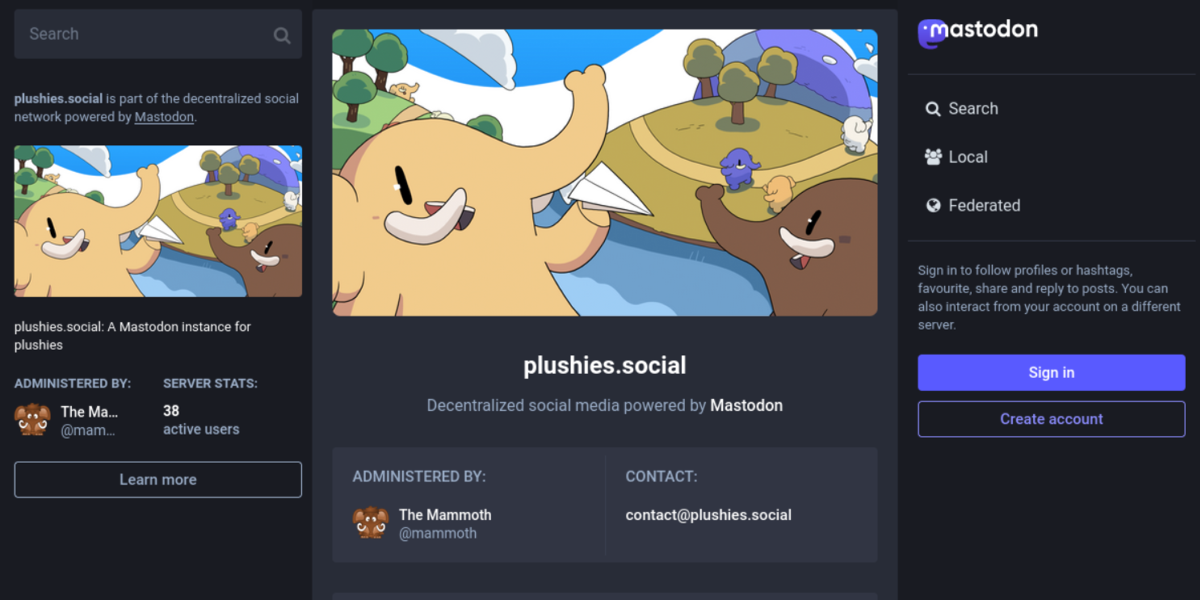 Search
plushies.social is part of the decentralized social
network powered by Mastodon.
plushies.social: A Mastodon instance for
plushies
ADMINISTERED BY:
The Ma...
@mam...
SERVER STATS:
38
active users
Learn more
plushies.social
Decentralized social media powered by Mastodon
ADMINISTERED BY:
The Mammoth
@mammoth
CONTACT:
contact@plushies.social
mastodon
Search
Local
Federated
Sign in to follow profiles or hashtags,
favourite, share and reply to posts. You can
also interact from your account on a different
server.
Sign in
Create account